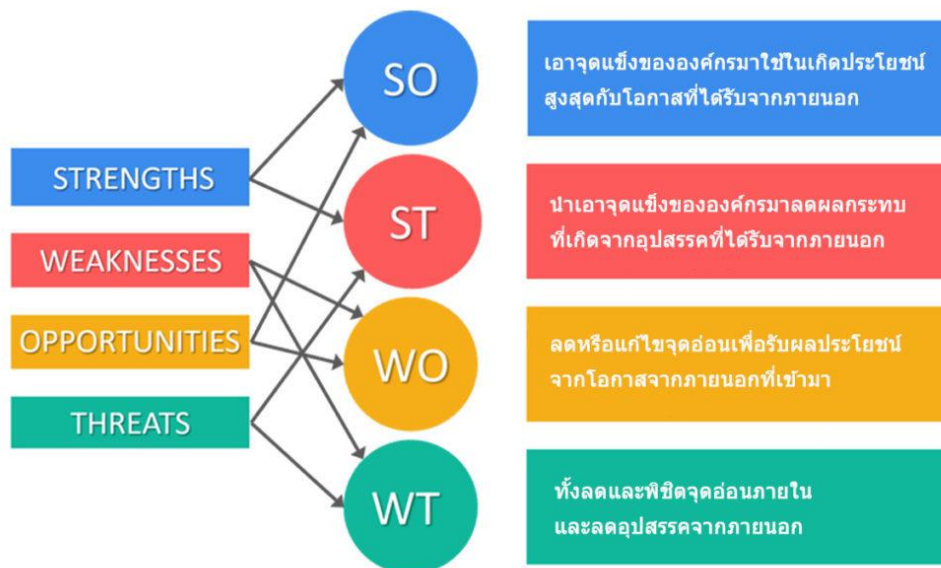 STRENGTHS
WEAKNESSES
OPPORTUNITIES
THREATS
SO
ST
WO
WT
เอาจุดแข็งขององค์กรมาใช้ในเกิดประโยชน์
สูงสุดกับโอกาสที่ได้รับจากภายนอก
นำเอาจุดแข็งขององค์กรมาลดผลกระทบ
ที่เกิดจากอุปสรรคที่ได้รับจากภายนอก
ลดหรือแก้ไขจุดอ่อนเพื่อรับผลประโยชน์
จากโอกาสจากภายนอกที่เข้ามา
ทั้งลดและพิชิตจุดอ่อนภายใน
และลดอุปสรรคจากภายนอก